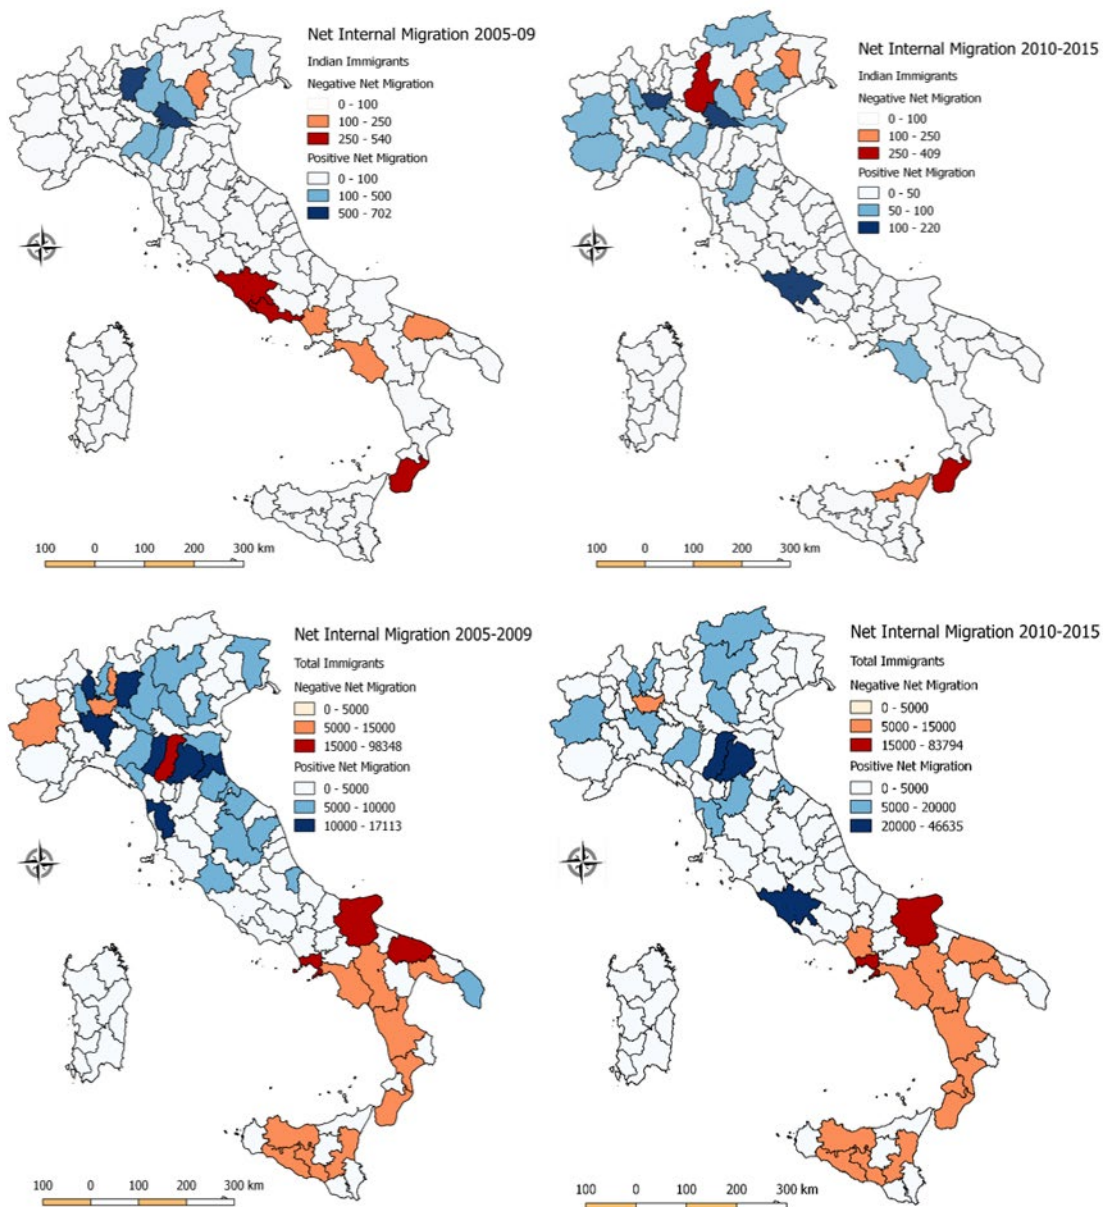 Net Internal Migration 2005-09
Indian Immigrants
Negative Net Migration
0 - 100
100 - 250
250 - 540
Positive Net Migration
0 - 100
100 - 500
500 - 702
100 0 100 200 300 km
Net Internal Migration 2010-2015
Indian Immigrants
Negative Net Migration
0 - 100
100 - 250
250 - 409
Positive Net Migration
0 - 50
50 - 100
100 - 220
100 0 100 200 300 km
Net Internal Migration 2005-2009
Total Immigrants
Negative Net Migration
0 - 5000
5000 - 15000
15000 - 98348
Positive Net Migration
0 - 5000
5000 - 10000
10000 - 17113
100 0 100 200 300 km
Net Internal Migration 2010-2015
Total Immigrants
Negative Net Migration
0 - 5000
5000 - 15000
15000 - 83794
Positive Net Migration
0 - 5000
5000 - 20000
20000 - 46635
100 0 100 200 300 km